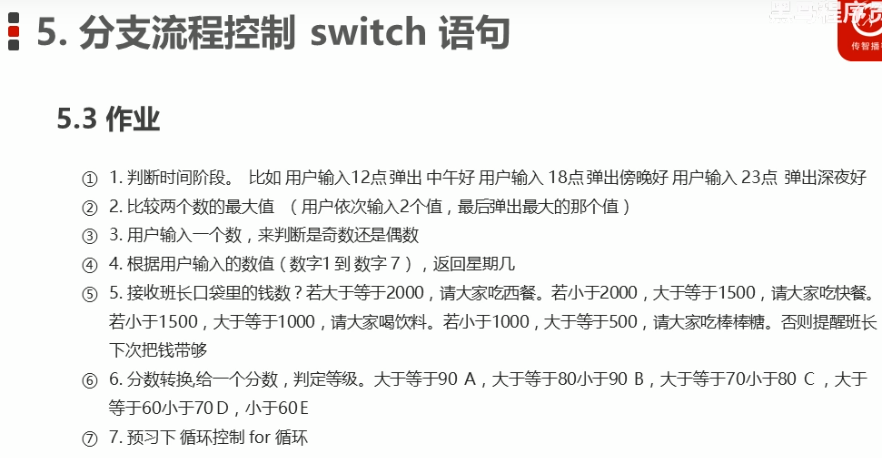 黑马程序员
传智播
5. 分支流程控制 switch 语句
5.3 作业
① 1. 判断时间阶段。 比如 用户输入12点 弹出 中午好 用户输入 18点 弹出傍晚好 用户输入 23点 弹出深夜好
② 2. 比较两个数的最大值 （用户依次输入2个值，最后弹出最大的那个值）
③ 3. 用户输入一个数，来判断是奇数还是偶数
④ 4. 根据用户输入的数值（数字1 到 数字 7），返回星期几
⑤ 5. 接收班长口袋里的钱数？若大于等于2000，请大家吃西餐。若小于2000，大于等于1500，请大家吃快餐。
若小于1500，大于等于1000，请大家喝饮料。若小于1000，大于等于500，请大家吃棒棒糖。否则提醒班长
下次把钱带够
⑥ 6. 分数转换,给一个分数，判定等级。大于等于90 A，大于等于80小于90 B，大于等于70小于80 C ，大于
等于60小于70 D，小于60 E
⑦ 7. 预习下 循环控制 for 循环